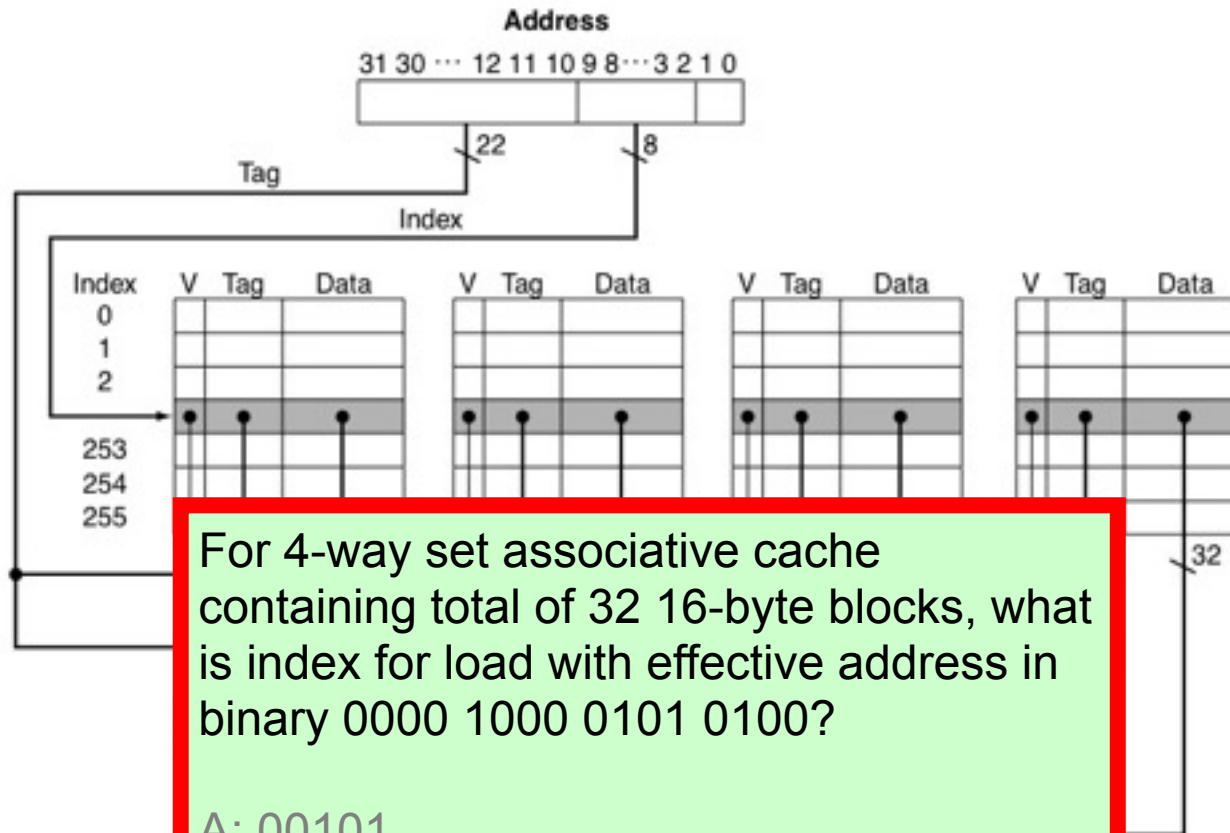 Address
31 30 ··· 12 11 10 9 8 ··· 3 2 1 0
22
8
Tag
Index
Index V Tag Data V Tag Data V Tag Data V Tag Data
0
1
2
253
254
255
32
For 4-way set associative cache
containing total of 32 16-byte blocks, what
is index for load with effective address in
binary 0000 1000 0101 0100?
A: 00101